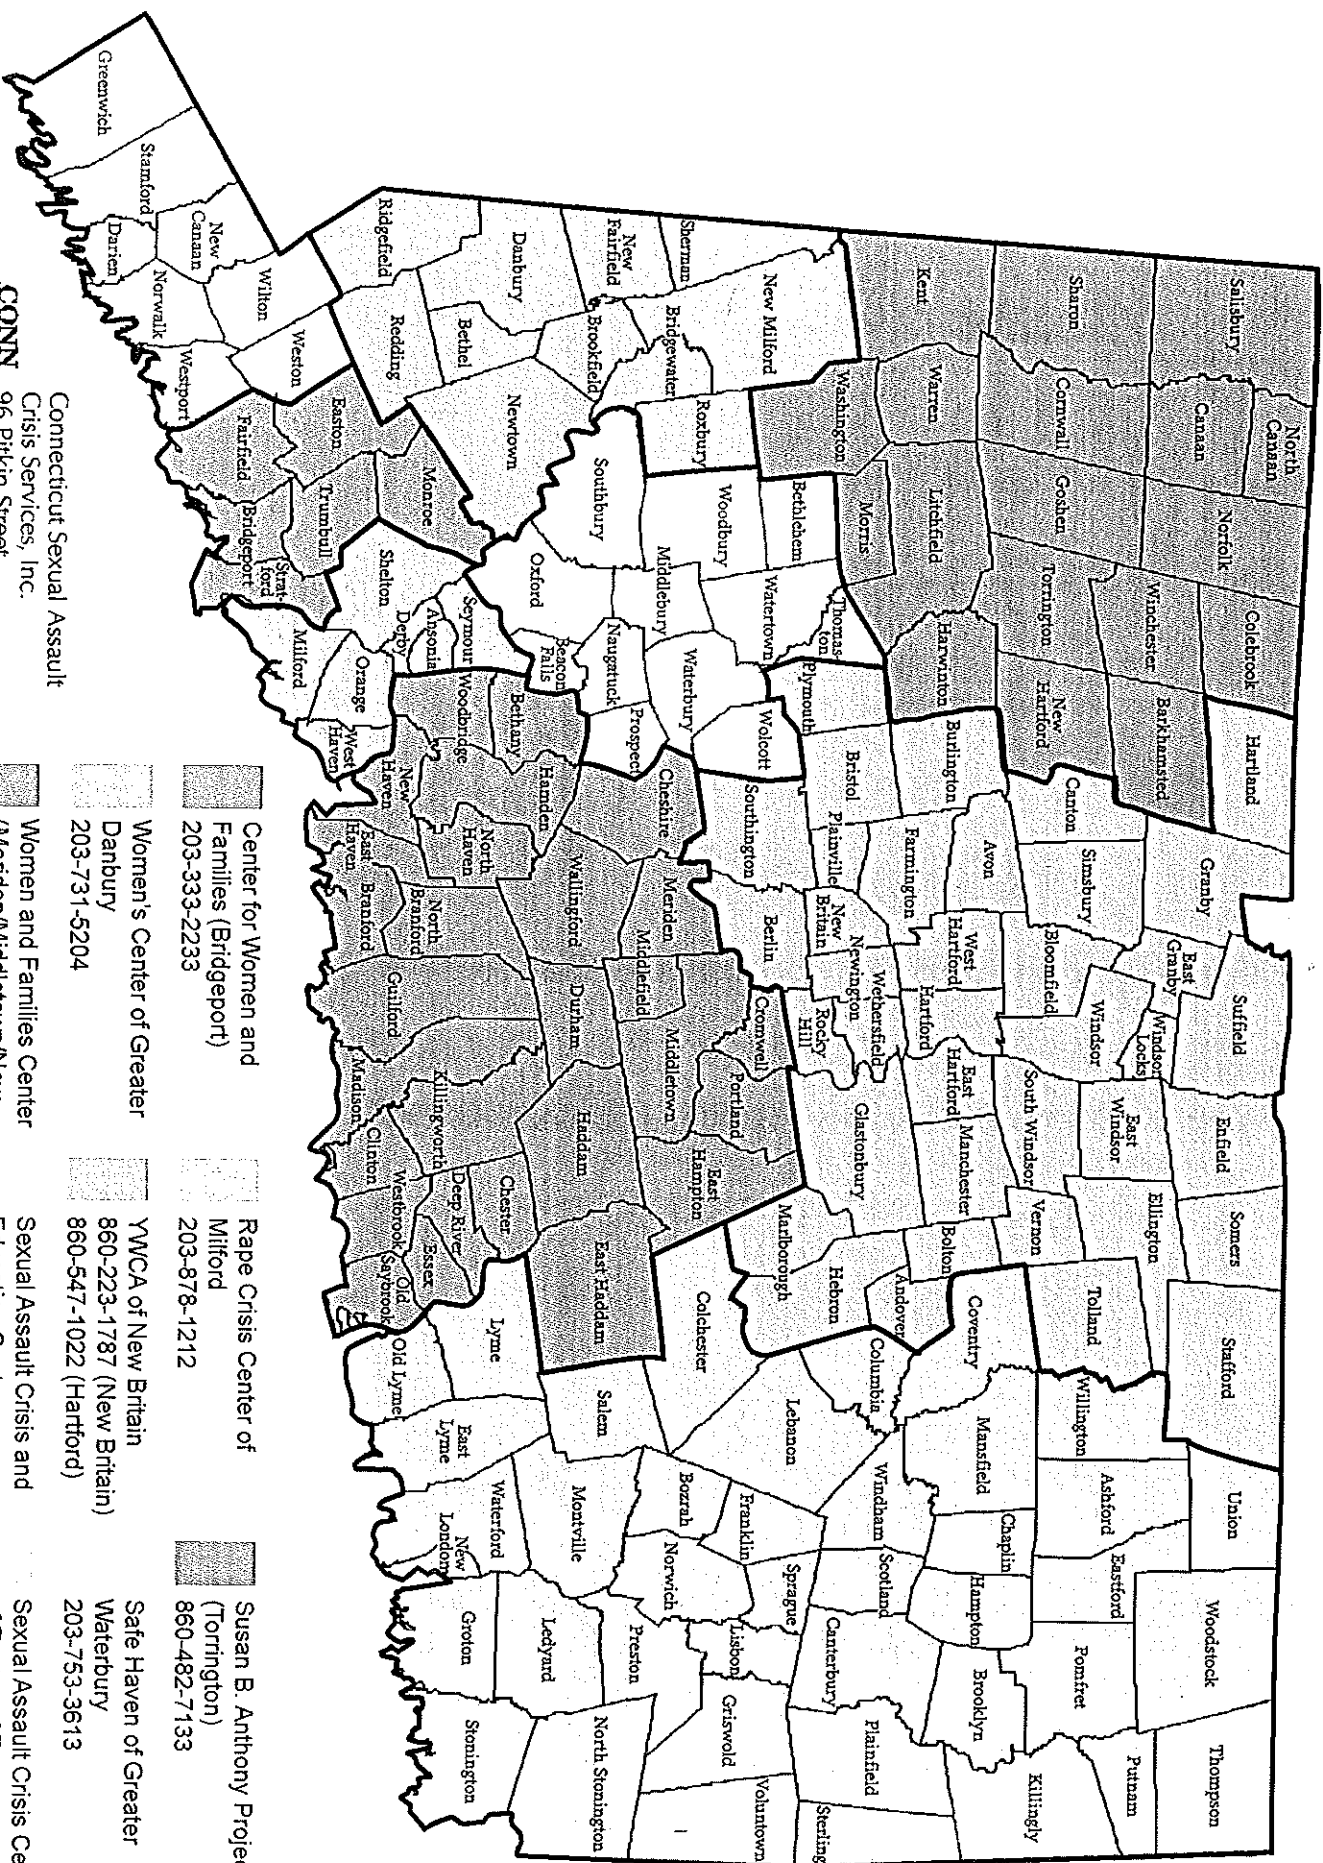 Salisbury
North
Canaan
Canaan
Norfolk
Colebrook
Hartland
Granby
Suffield
East
Granby
Windsor
Locks
Enfield
Somers
Stafford
Union
Woodstock
Thompson
Sharon
Cornwall
Goshen
Torrington
Winchester
Barkhamsted
New
Hartford
Canton
Simsbury
Bloomfield
Windsor
East
Windsor
Ellington
Tolland
Willington
Ashford
Eastford
Pomfret
Putnam
Kent
Warren
Litchfield
Harwinton
Burlington
Avon
Farmington
West
Hartford
Hartford
East
Hartford
South Windsor
Manchester
Vernon
Bolton
Coventry
Mansfield
Chaplin
Hampton
Brooklyn
Killingly
Washington
Morris
Bethlehem
Thomas-
ton
Plymouth
Bristol
Plainville
New
Britain
Newington
Wethersfield
Rocky
Hill
Glastonbury
Andover
Hebron
Marlborough
Columbia
Windham
Scotland
Canterbury
Plainfield
Sterling
Sherman
New Milford
New
Fairfield
Bridgewater
Brookfield
Roxbury
Woodbury
Watertown
Waterbury
Wolcott
Southington
Berlin
Cromwell
Portland
East
Hampton
Colchester
Lebanon
Franklin
Bozrah
Norwich
Sprague
Lisbon
Griswold
Voluntown
Danbury
Bethel
Newtown
Southbury
Middlebury
Naugatuck
Prospect
Oxford
Beacon
Falls
Cheshire
Meriden
Middlefield
Middletown
Wallingford
Durham
Haddam
East Haddam
Salem
Montville
Preston
Ledyard
North Stonington
Ridgefield
Redding
Monroe
Shelton
Seymour
Ansonia
Derby
Bethany
Woodbridge
Hamden
North
Haven
New
Haven
East
Haven
Branford
North
Branford
Guilford
Madison
Killingworth
Clinton
Westbrook
Chester
Deep River
Essex
Old
Saybrook
Lyme
Old Lyme
East
Lyme
Waterford
New
London
Groton
Stonington
Easton
Trumbull
Fairfield
Bridgeport
Strat-
ford
Milford
Orange
West
Haven
Greenwich
Stamford
New
Canaan
Darien
Norwalk
Wilton
Weston
Westport
CONN
Connecticut Sexual Assault
Crisis Services, Inc.
96 Pitkin Street
Center for Women and
Families (Bridgeport)
203-333-2233
Women's Center of Greater
Danbury
203-731-5204
Women and Families Center
Rape Crisis Center of
Milford
203-878-1212
YWCA of New Britain
860-223-1787 (New Britain)
860-547-1022 (Hartford)
Sexual Assault Crisis and
Susan B. Anthony Projec
(Torrington)
860-482-7133
Safe Haven of Greater
Waterbury
203-753-3613
Sexual Assault Crisis Ce